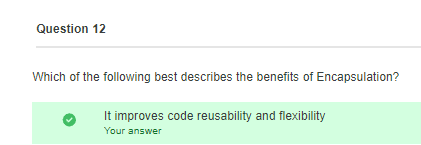 Question 12
Which of the following best describes the benefits of Encapsulation?
It improves code reusability and flexibility
Your answer